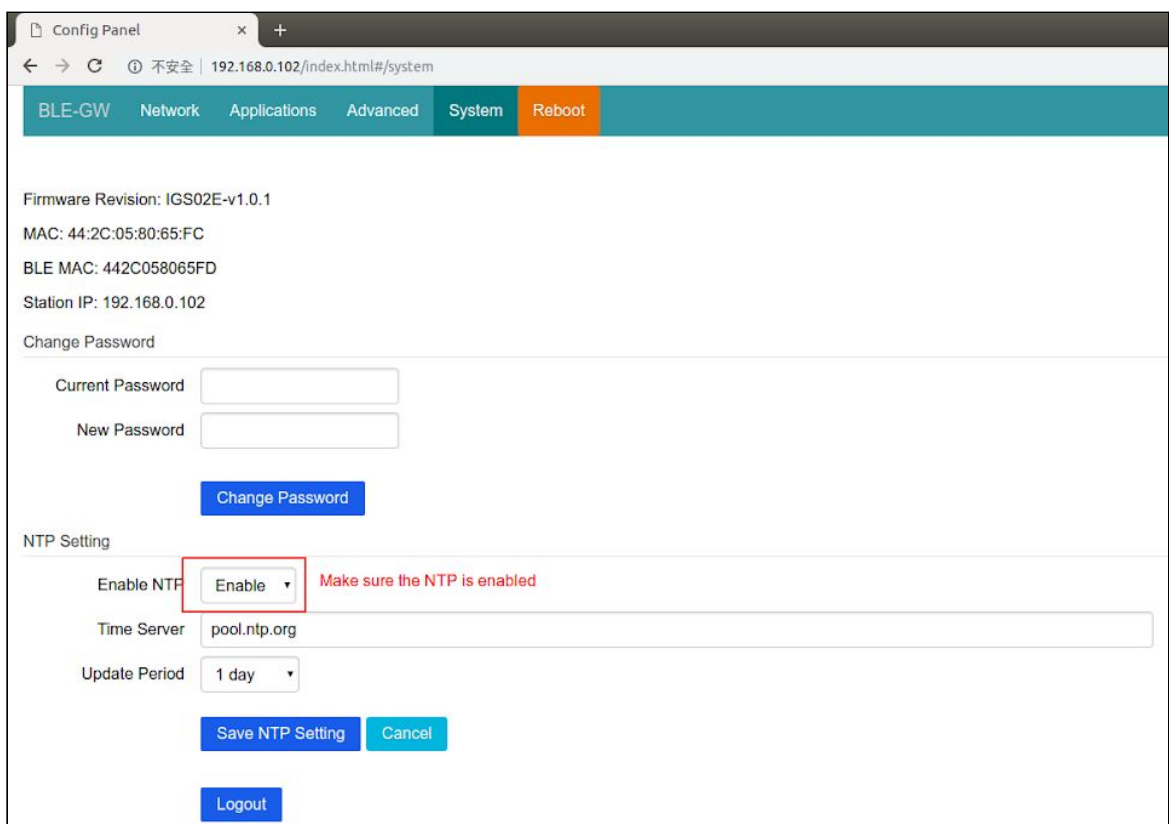 Config Panel
不安全 | 192.168.0.102/index.html#/system
BLE-GW Network Applications Advanced System Reboot
Firmware Revision: IGS02E-v1.0.1
MAC: 44:2C:05:80:65:FC
BLE MAC: 442C058065FD
Station IP: 192.168.0.102
Change Password
Current Password
New Password
Change Password
NTP Setting
Enable NTP Enable Make sure the NTP is enabled
Time Server pool.ntp.org
Update Period 1 day
Save NTP Setting Cancel
Logout